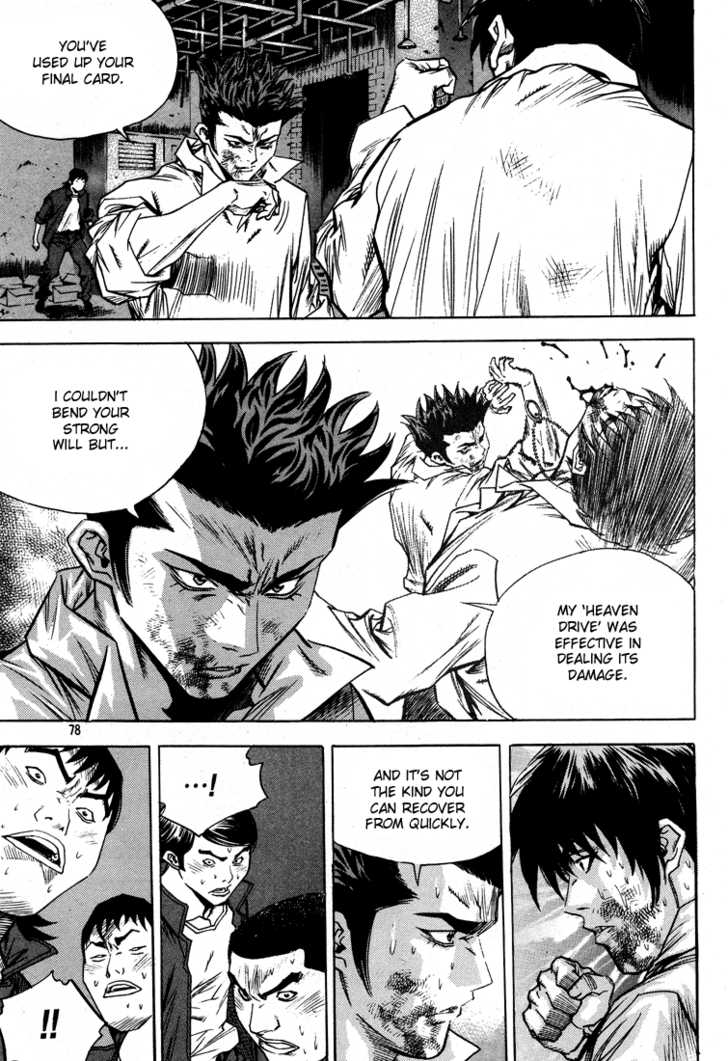 YOU'VE
USED UP YOUR
FINAL CARD.
I COULDN'T
BEND YOUR
STRONG
WILL BUT...
MY 'HEAVEN
DRIVE' WAS
EFFECTIVE IN
DEALING ITS
DAMAGE.
78
!!
...!
AND IT'S NOT
THE KIND YOU
CAN RECOVER
FROM QUICKLY.